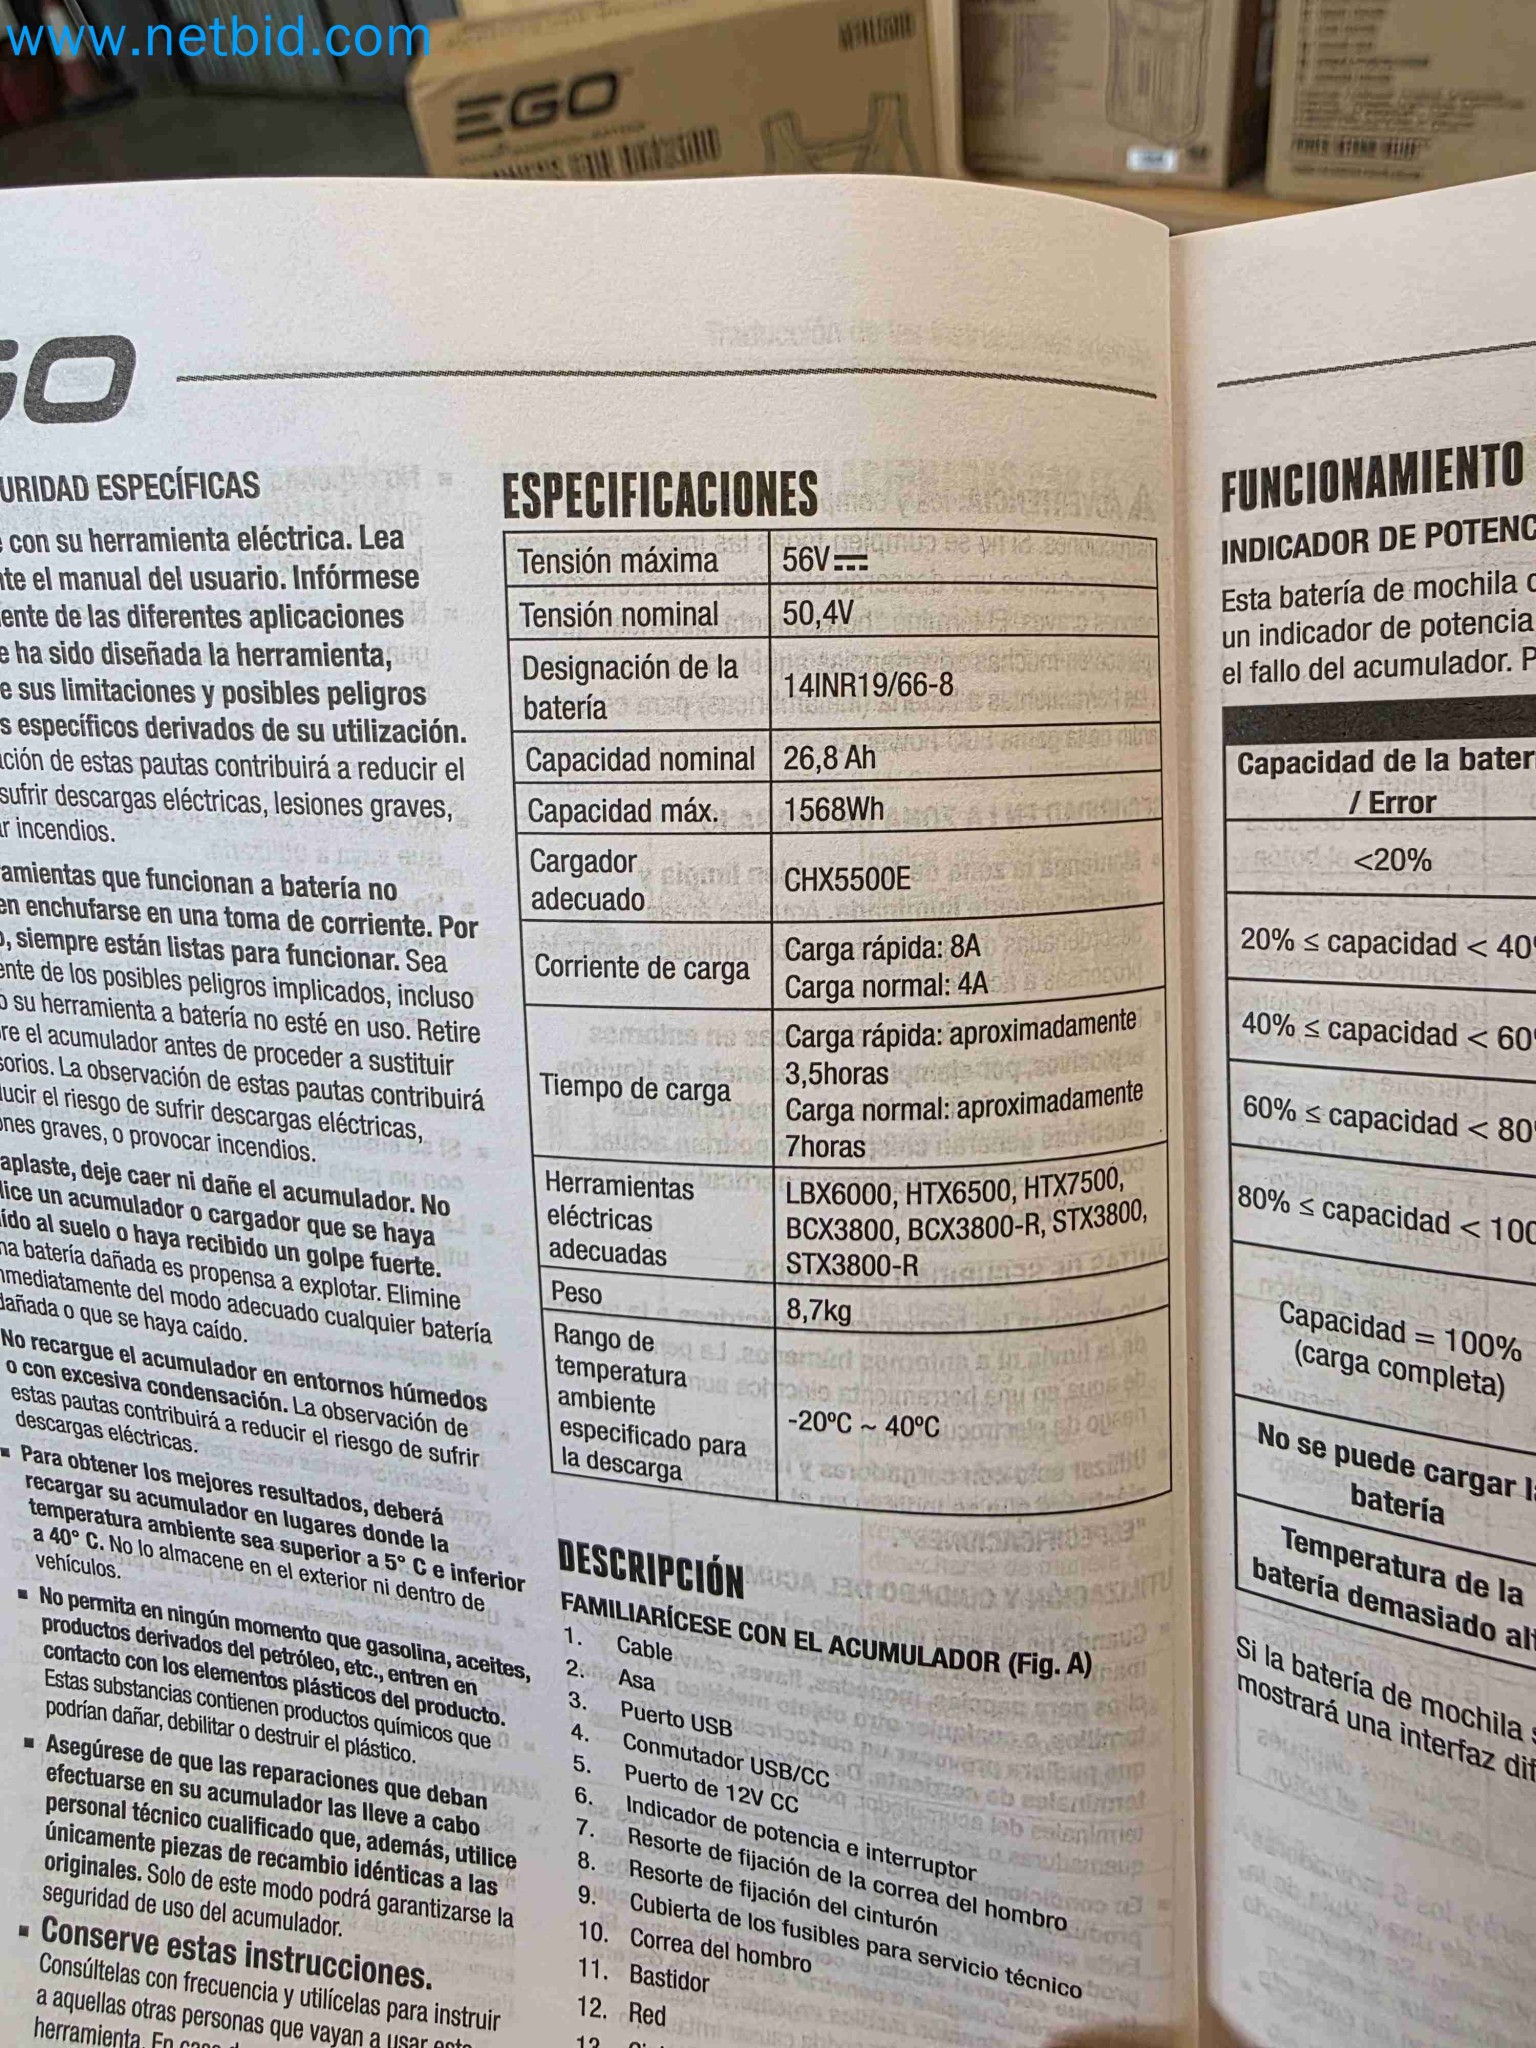 www.netbid.com
EGO
EGO
URIDAD ESPECÍFICAS
con su herramienta eléctrica. Lea
el manual del usuario. Infórmese
de las diferentes aplicaciones
ha sido diseñada la herramienta,
e sus limitaciones y posibles peligros
s específicos derivados de su utilización.
ción de estas pautas contribuirá a reducir el
sufrir descargas eléctricas, lesiones graves,
ar incendios.
ramientas que funcionan a batería no
en enchufarse en una toma de corriente. Por
o, siempre están listas para funcionar. Sea
ente de los posibles peligros implicados, incluso
o su herramienta a batería no esté en uso. Retire
re el acumulador antes de proceder a sustituir
sorios. La observación de estas pautas contribuirá
lucir el riesgo de sufrir descargas eléctricas,
ones graves, o provocar incendios.
aplaste, deje caer ni dañe el acumulador. No
lice un acumulador o cargador que se haya
ído al suelo o haya recibido un golpe fuerte.
na batería dañada es propensa a explotar. Elimine
nmediatamente del modo adecuado cualquier batería
dañada o que se haya caído.
No recargue el acumulador en entornos húmedos
o con excesiva condensación. La observación de
estas pautas contribuirá a reducir el riesgo de sufrir
descargas eléctricas.
▪ Para obtener los mejores resultados, deberá
recargar su acumulador en lugares donde la
temperatura ambiente sea superior a 5° C e inferior
a 40° C. No lo almacene en el exterior ni dentro de
vehículos.
▪ No permita en ningún momento que gasolina, aceites,
productos derivados del petróleo, etc., entren en
contacto con los elementos plásticos del producto.
Estas substancias contienen productos químicos que
podrían dañar, debilitar o destruir el plástico.
▪ Asegúrese de que las reparaciones que deban
efectuarse en su acumulador las lleve a cabo
personal técnico cualificado que, además, utilice
únicamente piezas de recambio idénticas a las
originales. Solo de este modo podrá garantizarse la
seguridad de uso del acumulador.
▪ Conserve estas instrucciones.
Consúltelas con frecuencia y utilícelas para instruir
a aquellas otras personas que vayan a usar esta
herramienta. En caso
ESPECIFICACIONES
Tensión máxima 56V
Tensión nominal 50,4V
Designación de la
batería 14INR19/66-8
Capacidad nominal 26,8 Ah
Capacidad máx. 1568Wh
Cargador
adecuado CHX5500E
Corriente de carga Carga rápida: 8A
Carga normal: 4A
Tiempo de carga Carga rápida: aproximadamente
3,5horas
Carga normal: aproximadamente
7horas
Herramientas
eléctricas
adecuadas LBX6000, HTX6500, HTX7500,
BCX3800, BCX3800-R, STX3800,
STX3800-R
Peso 8,7kg
Rango de
temperatura
ambiente
especificado para
la descarga -20ºC ~ 40ºC
DESCRIPCIÓN
FAMILIARÍCESE CON EL ACUMULADOR (Fig. A)
1. Cable
2. Asa
3. Puerto USB
4. Conmutador USB/CC
5. Puerto de 12V CC
6. Indicador de potencia e interruptor
7. Resorte de fijación de la correa del hombro
8. Resorte de fijación del cinturón
9. Cubierta de los fusibles para servicio técnico
10. Correa del hombro
11. Bastidor
12. Red
FUNCIONAMIENTO
INDICADOR DE POTENC
Esta batería de mochila
un indicador de potencia
el fallo del acumulador. P
Capacidad de la bater
/ Error
<20%
20% ≤ capacidad < 40
40% ≤ capacidad < 60
60% ≤ capacidad < 80
80% ≤ capacidad < 100
Capacidad = 100%
(carga completa)
No se puede cargar l
batería
Temperatura de la
batería demasiado alt
Si la batería de mochila s
mostrará una interfaz dif